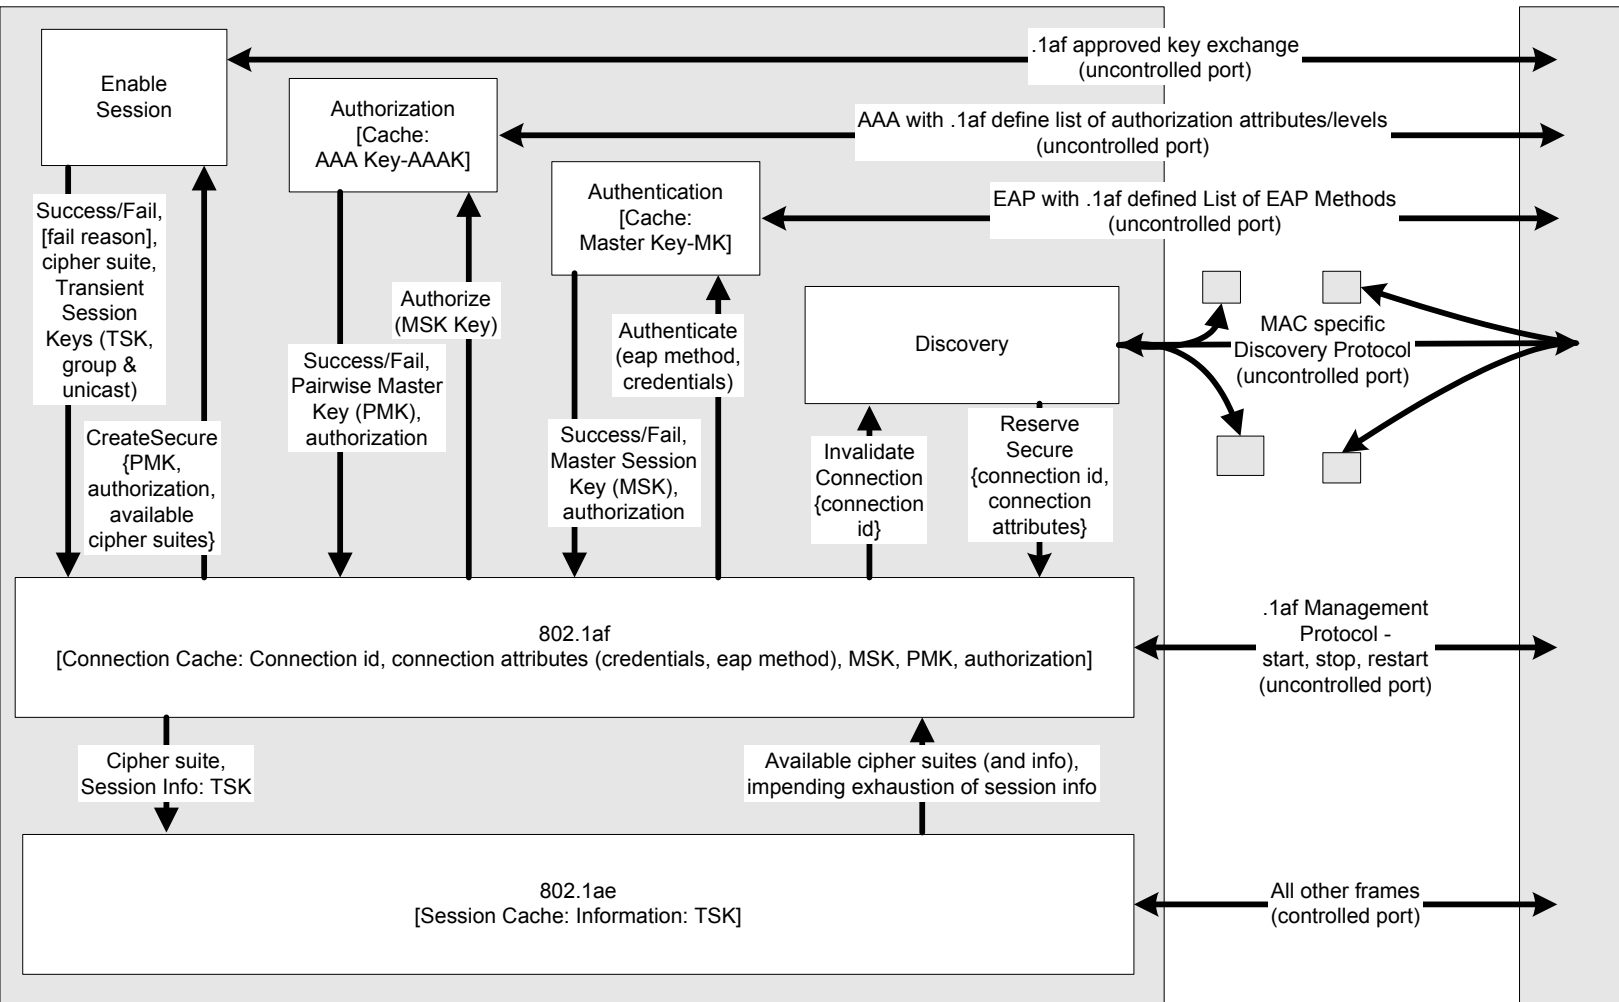 Enable
Session
.1af approved key exchange
(uncontrolled port)
Authorization
[Cache:
AAA Key-AAAK]
AAA with .1af define list of authorization attributes/levels
(uncontrolled port)
Authentication
[Cache:
Master Key-MK]
EAP with .1af defined List of EAP Methods
(uncontrolled port)
Success/Fail,
[fail reason],
cipher suite,
Transient
Session
Keys (TSK,
group &
unicast)
CreateSecure
{PMK,
authorization,
available
cipher suites}
Success/Fail,
Pairwise Master
Key (PMK),
authorization
Authorize
(MSK Key)
Success/Fail,
Master Session
Key (MSK),
authorization
Authenticate
(eap method,
credentials)
Discovery
MAC specific
Discovery Protocol
(uncontrolled port)
Invalidate
Connection
{connection
id}
Reserve
Secure
{connection id,
connection
attributes}
802.1af
[Connection Cache: Connection id, connection attributes (credentials, eap method), MSK, PMK, authorization]
.1af Management
Protocol -
start, stop, restart
(uncontrolled port)
Cipher suite,
Session Info: TSK
Available cipher suites (and info),
impending exhaustion of session info
802.1ae
[Session Cache: Information: TSK]
All other frames
(controlled port)